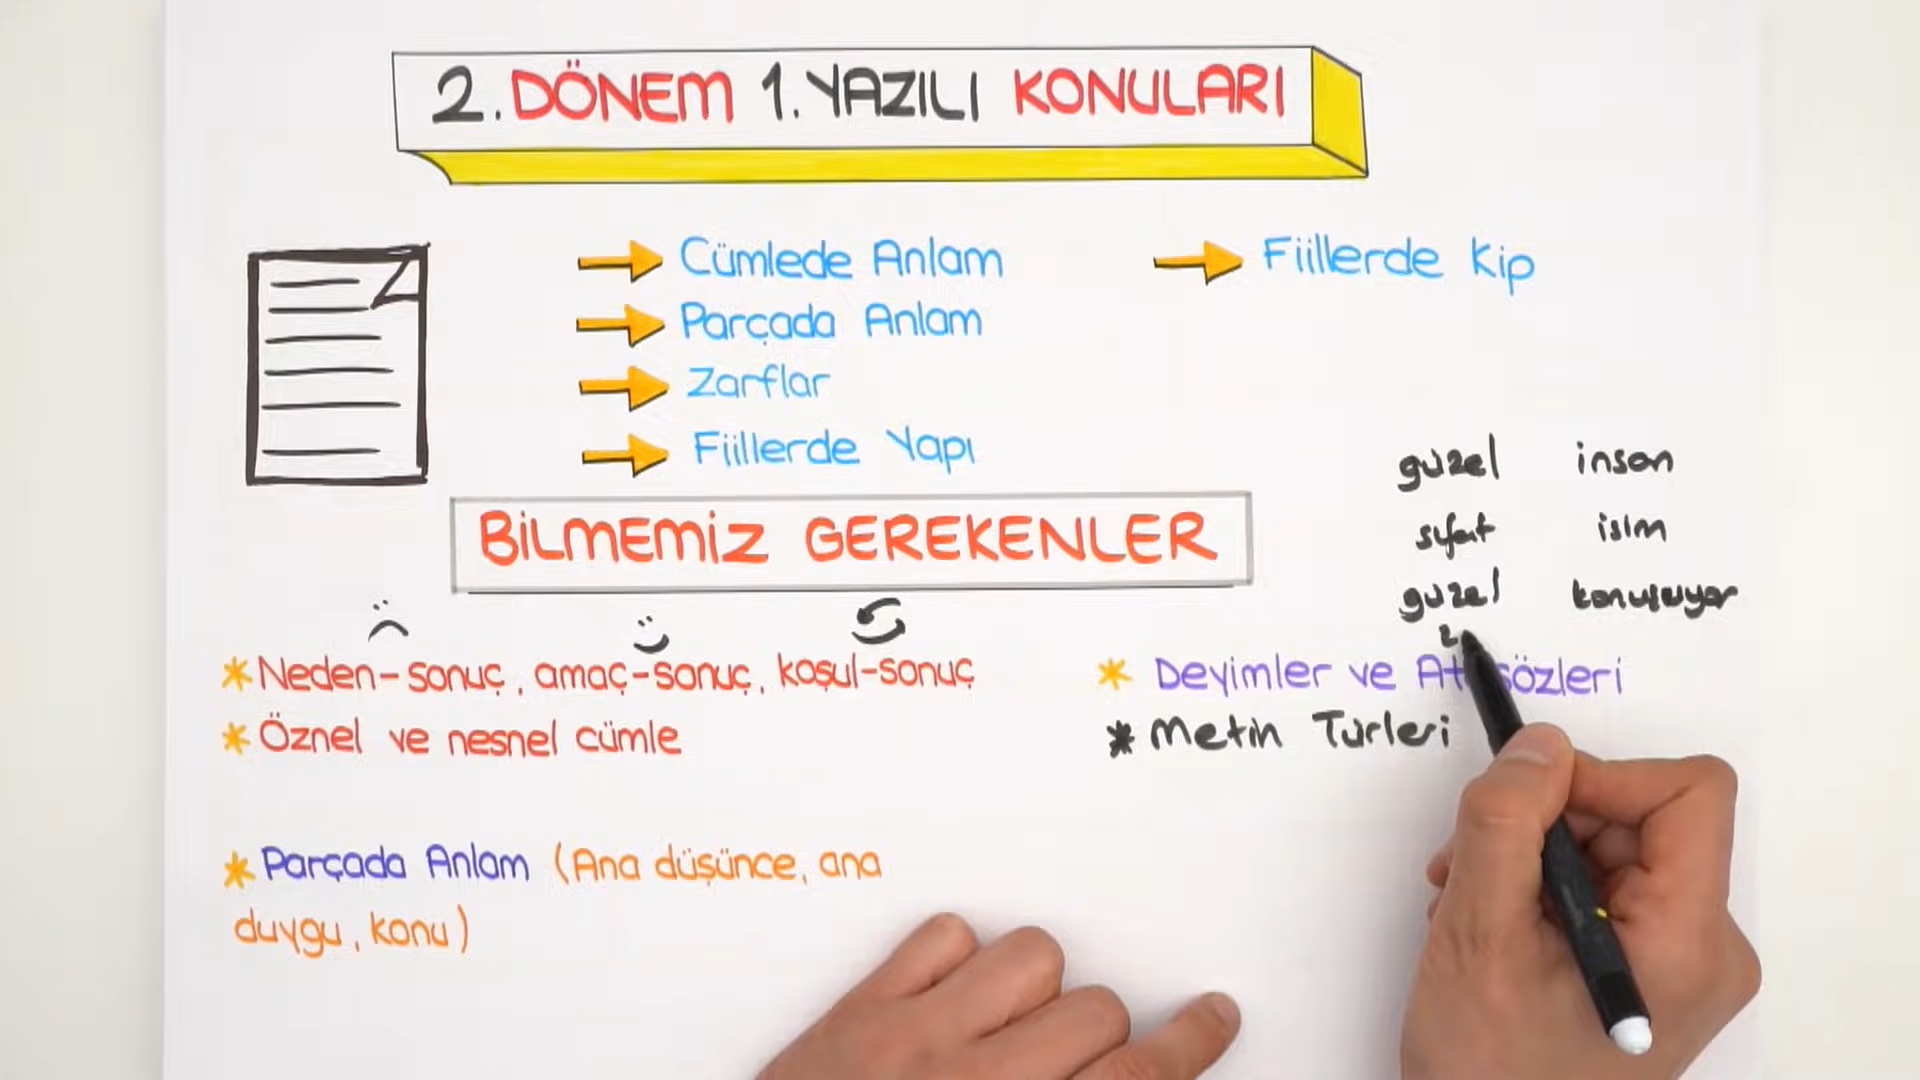 2. DÖNEM 1. YAZILI KONULARI
Cümlede Anlam
Parçada Anlam
Zarflar
Fiillerde Yapı
Fiillerde Kip
güzel insan
sıfat isim
güzel konuşuyor
BİLMEMİZ GEREKENLER
* Neden-sonuç, amaç-sonuç, koşul-sonuç
* Öznel ve nesnel cümle
* Parçada Anlam (Ana düşünce, ana
duygu, konu)
* Deyimler ve At sözleri
* Metin Türleri